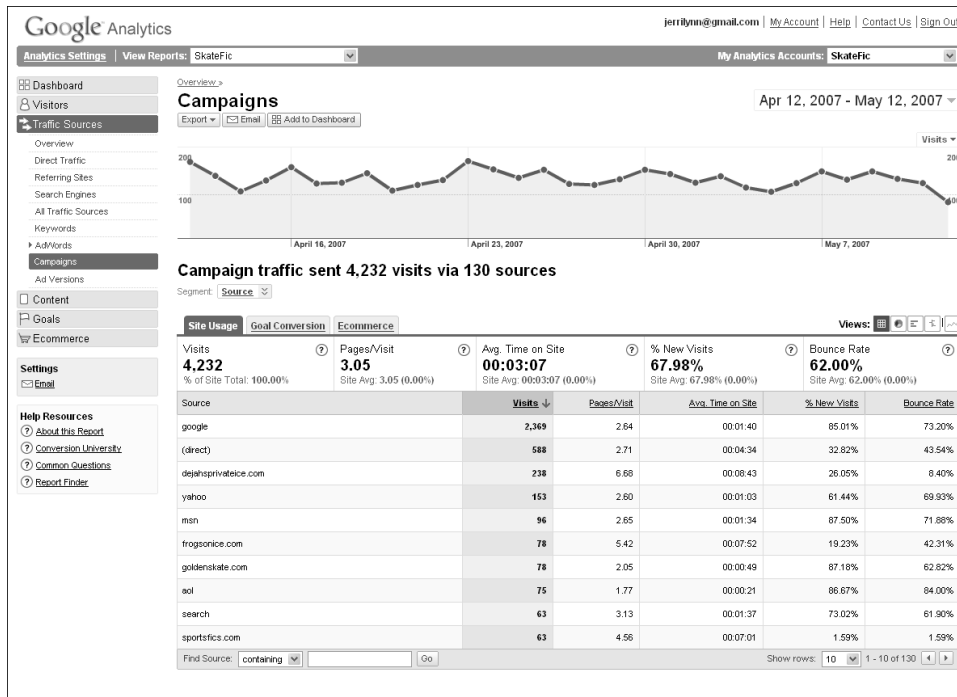 Google Analytics
jerrilynn@gmail.com | My Account | Help | Contact Us | Sign Out
Analytics Settings | View Reports: SkateFic
My Analytics Accounts: SkateFic
Dashboard
Visitors
Traffic Sources
Overview
Direct Traffic
Referring Sites
Search Engines
All Traffic Sources
Keywords
AdWords
Campaigns
Ad Versions
Content
Goals
Ecommerce
Settings
Email
Help Resources
About this Report
Conversion University
Common Questions
Report Finder
Overview »
Campaigns
Apr 12, 2007 - May 12, 2007
Export Email Add to Dashboard
Visits
200 20
100
April 16, 2007 April 23, 2007 April 30, 2007 May 7, 2007
Campaign traffic sent 4,232 visits via 130 sources
Segment: Source
Site Usage Goal Conversion Ecommerce
Views:
Visits ? Pages/Visit ? Avg. Time on Site ? % New Visits ? Bounce Rate ?
4,232 3.05 00:03:07 67.98% 62.00%
% of Site Total: 100.00% Site Avg: 3.05 (0.00%) Site Avg: 00:03:07 (0.00%) Site Avg: 67.98% (0.00%) Site Avg: 62.00% (0.00%)
Source Visits Pages/Visit Avg. Time on Site % New Visits Bounce Rate
google 2,369 2.64 00:01:40 85.01% 73.20%
(direct) 588 2.71 00:04:34 32.82% 43.54%
dejahsprivateice.com 238 6.68 00:08:43 26.05% 8.40%
yahoo 153 2.60 00:01:03 61.44% 69.93%
msn 96 2.65 00:01:34 87.50% 71.88%
frogsonice.com 78 5.42 00:07:52 19.23% 42.31%
goldenskate.com 78 2.05 00:00:49 87.18% 62.82%
aol 75 1.77 00:00:21 86.67% 84.00%
search 63 3.13 00:01:37 73.02% 61.90%
sportsfics.com 63 4.56 00:07:01 1.59% 1.59%
Find Source: containing Go
Show rows: 10 1 - 10 of 130